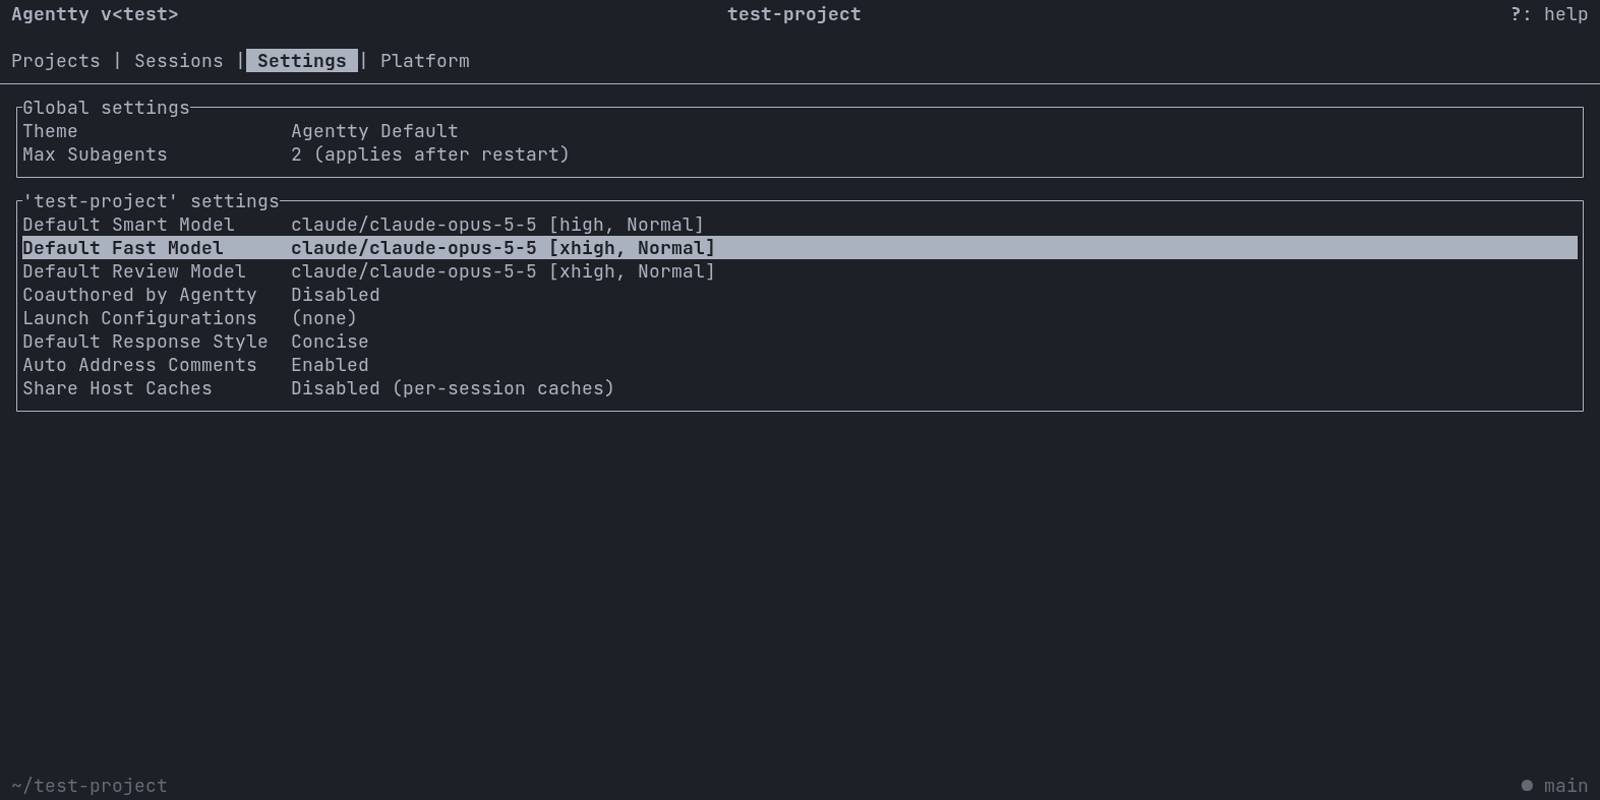 Agentty v<test> test-project ?: help
Projects | Sessions | Settings | Platform
Global settings
Theme Agentty Default
Max Subagents 2 (applies after restart)
'test-project' settings
Default Smart Model claude/claude-opus-5-5 [high, Normal]
Default Fast Model claude/claude-opus-5-5 [xhigh, Normal]
Default Review Model claude/claude-opus-5-5 [xhigh, Normal]
Coauthored by Agentty Disabled
Launch Configurations (none)
Default Response Style Concise
Auto Address Comments Enabled
Share Host Caches Disabled (per-session caches)
~/test-project ● main